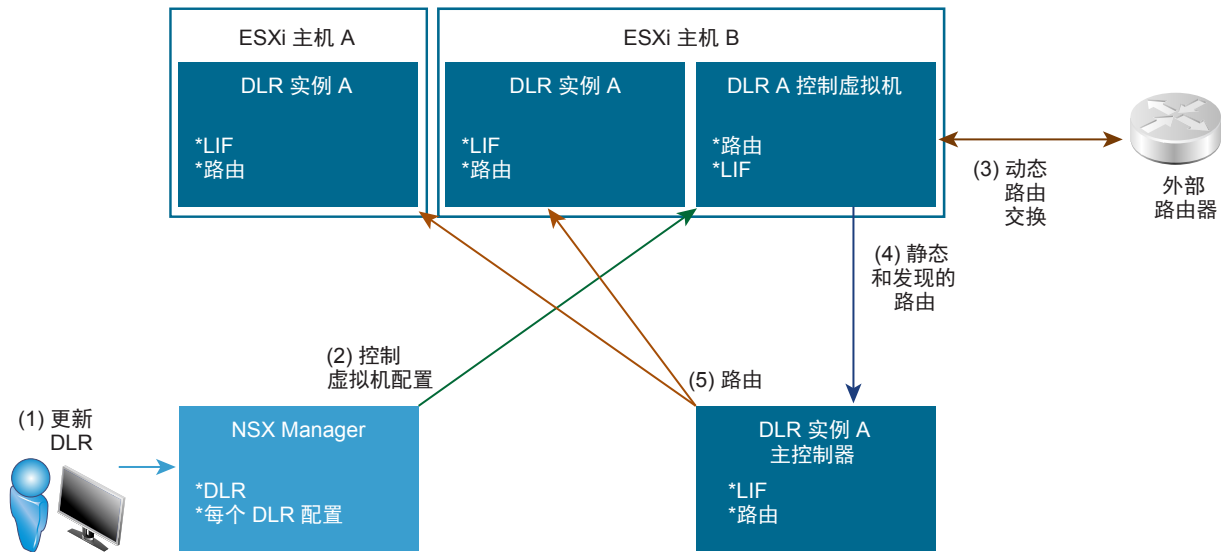 ESXi 主机 A
ESXi 主机 B
DLR 实例 A
*LIF
*路由
DLR 实例 A
*LIF
*路由
DLR A 控制虚拟机
*路由
*LIF
(3) 动态
路由
交换
外部
路由器
(4) 静态
和发现的
路由
(2) 控制
虚拟机配置
(5) 路由
(1) 更新
DLR
NSX Manager
*DLR
*每个 DLR 配置
DLR 实例 A
主控制器
*LIF
*路由